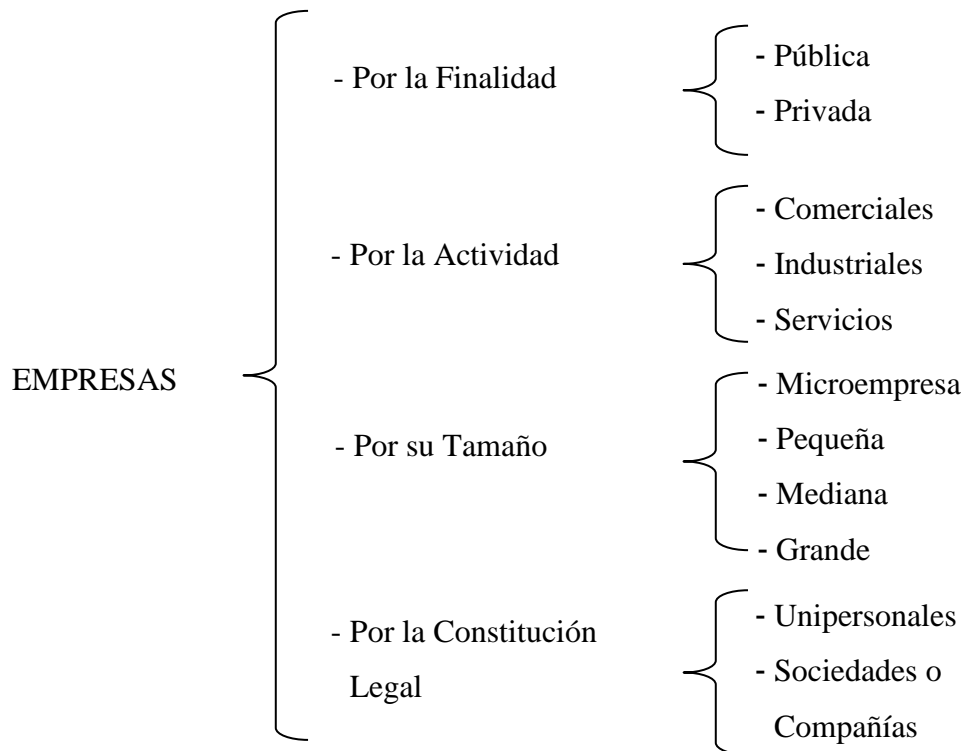 EMPRESAS
- Por la Finalidad
- Pública
- Privada
- Por la Actividad
- Comerciales
- Industriales
- Servicios
- Por su Tamaño
- Microempresa
- Pequeña
- Mediana
- Grande
- Por la Constitución
Legal
- Unipersonales
- Sociedades o
Compañías